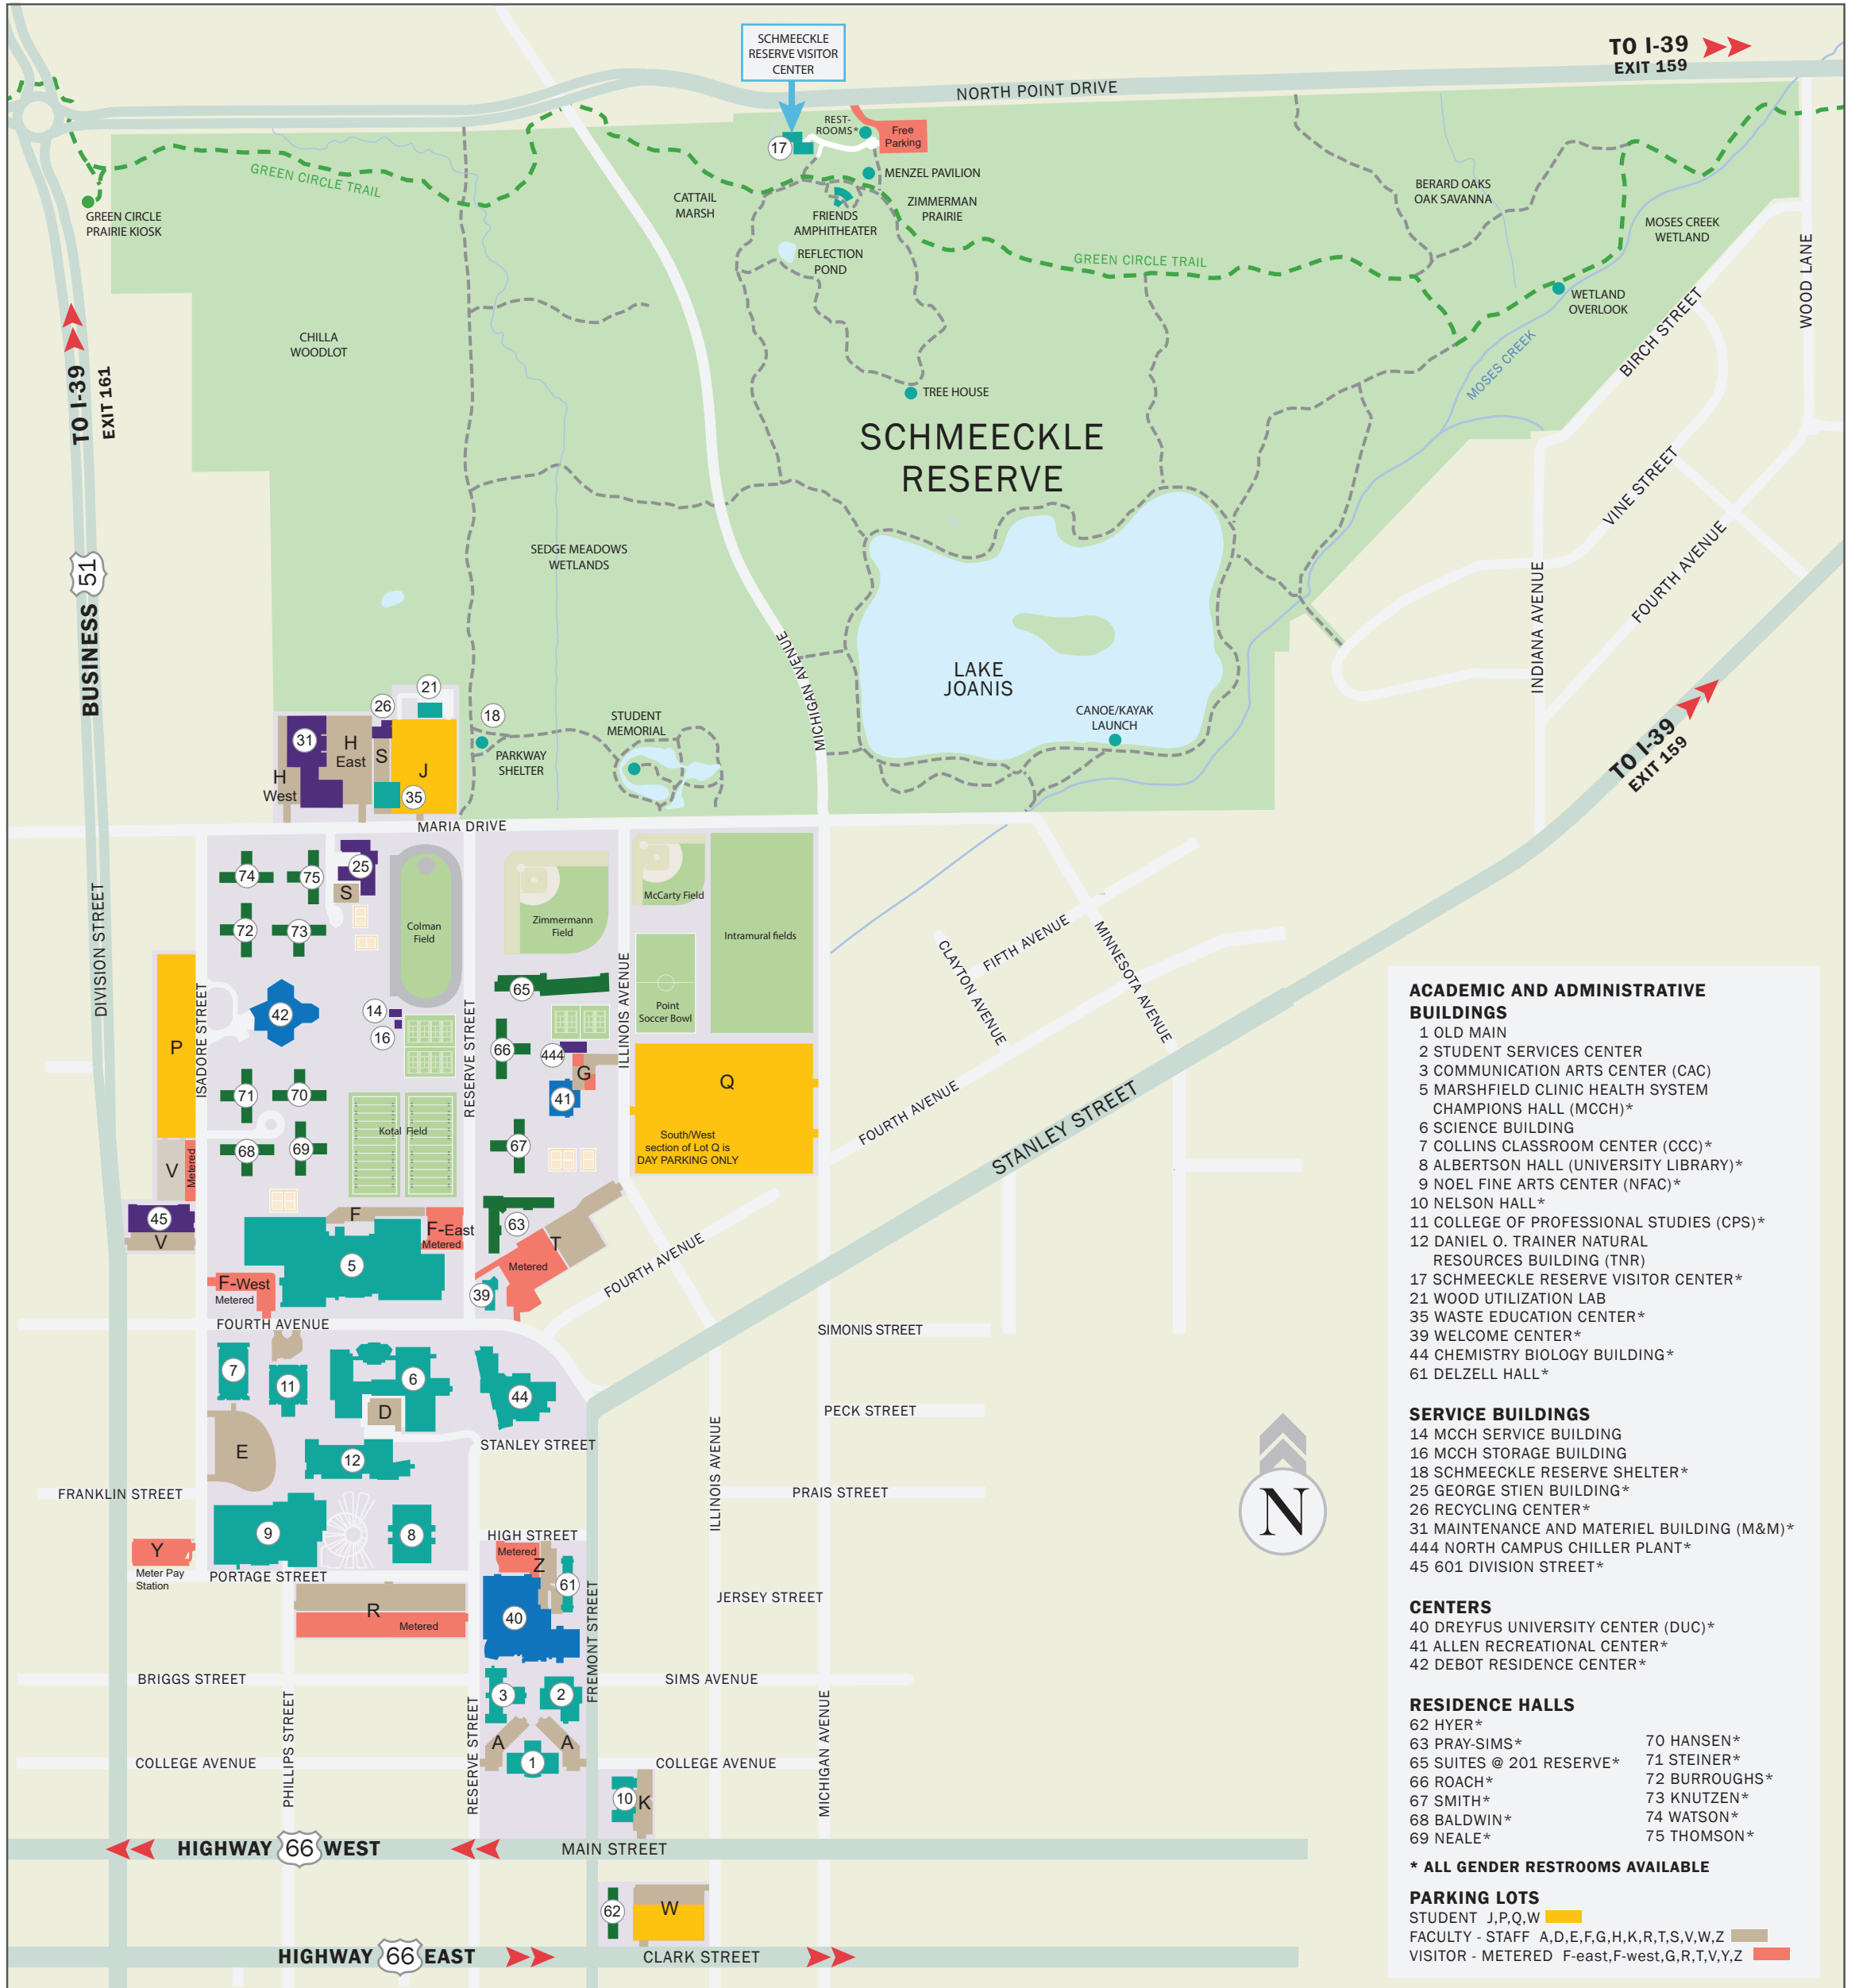 SCHMEECKLE
RESERVE VISITOR
CENTER
TO I-39
EXIT 159
NORTH POINT DRIVE
REST-
ROOMS*
Free
Parking
17
MENZEL PAVILION
GREEN CIRCLE TRAIL
GREEN CIRCLE
PRAIRIE KIOSK
CATTAIL
MARSH
FRIENDS
AMPHITHEATER
ZIMMERMAN
PRAIRIE
REFLECTION
POND
GREEN CIRCLE TRAIL
BERARD OAKS
OAK SAVANNA
MOSES CREEK
WETLAND
WOOD LANE
WETLAND
OVERLOOK
BIRCH STREET
MOSES CREEK
CHILLA
WOODLOT
TO I-39
EXIT 161
TREE HOUSE
SCHMEECKLE
RESERVE
VINE STREET
FOURTH AVENUE
INDIANA AVENUE
SEDGE MEADOWS
WETLANDS
51
BUSINESS
MICHIGAN AVENUE
LAKE
JOANIS
CANOE/KAYAK
LAUNCH
STUDENT
MEMORIAL
18
PARKWAY
SHELTER
21
26
31
H
East
S
J
H
West
35
TO I-39
EXIT 159
MARIA DRIVE
74
75
25
S
72
73
Colman
Field
Zimmermann
Field
McCarty Field
Intramural fields
DIVISION STREET
ISADORE STREET
RESERVE STREET
ILLINOIS AVENUE
CLAYTON AVENUE
FIFTH AVENUE
MINNESOTA AVENUE
65
Point
Soccer Bowl
42
14
16
P
66
444
G
41
Q
71
70
Kotal Field
FOURTH AVENUE
STANLEY STREET
South/West
section of Lot Q is
DAY PARKING ONLY
67
68
69
V
Metered
45
V
F
F-East
Metered
63
T
Metered
5
F-West
Metered
39
FOURTH AVENUE
FOURTH AVENUE
SIMONIS STREET
7
11
6
44
D
PECK STREET
E
12
STANLEY STREET
ILLINOIS AVENUE
FRANKLIN STREET
PRAIS STREET
9
8
HIGH STREET
Y
Meter Pay
Station
PORTAGE STREET
Metered
Z
61
R
Metered
40
FREMONT STREET
JERSEY STREET
BRIGGS STREET
SIMS AVENUE
3
2
PHILLIPS STREET
RESERVE STREET
MICHIGAN AVENUE
A
A
1
COLLEGE AVENUE
COLLEGE AVENUE
10
K
HIGHWAY 66 WEST
MAIN STREET
62
W
HIGHWAY 66 EAST
CLARK STREET
N
ACADEMIC AND ADMINISTRATIVE
BUILDINGS
1 OLD MAIN
2 STUDENT SERVICES CENTER
3 COMMUNICATION ARTS CENTER (CAC)
5 MARSHFIELD CLINIC HEALTH SYSTEM
CHAMPIONS HALL (MCCH)*
6 SCIENCE BUILDING
7 COLLINS CLASSROOM CENTER (CCC)*
8 ALBERTSON HALL (UNIVERSITY LIBRARY)*
9 NOEL FINE ARTS CENTER (NFAC)*
10 NELSON HALL*
11 COLLEGE OF PROFESSIONAL STUDIES (CPS)*
12 DANIEL O. TRAINER NATURAL
RESOURCES BUILDING (TNR)
17 SCHMEECKLE RESERVE VISITOR CENTER*
21 WOOD UTILIZATION LAB
35 WASTE EDUCATION CENTER*
39 WELCOME CENTER*
44 CHEMISTRY BIOLOGY BUILDING*
61 DELZELL HALL*
SERVICE BUILDINGS
14 MCCH SERVICE BUILDING
16 MCCH STORAGE BUILDING
18 SCHMEECKLE RESERVE SHELTER*
25 GEORGE STIEN BUILDING*
26 RECYCLING CENTER*
31 MAINTENANCE AND MATERIEL BUILDING (M&M)*
444 NORTH CAMPUS CHILLER PLANT*
45 601 DIVISION STREET*
CENTERS
40 DREYFUS UNIVERSITY CENTER (DUC)*
41 ALLEN RECREATIONAL CENTER*
42 DEBOT RESIDENCE CENTER*
RESIDENCE HALLS
62 HYER*
63 PRAY-SIMS*
65 SUITES @ 201 RESERVE*
66 ROACH*
67 SMITH*
68 BALDWIN*
69 NEALE*
70 HANSEN*
71 STEINER*
72 BURROUGHS*
73 KNUTZEN*
74 WATSON*
75 THOMSON*
* ALL GENDER RESTROOMS AVAILABLE
PARKING LOTS
STUDENT J,P,Q,W
FACULTY - STAFF A,D,E,F,G,H,K,R,T,S,V,W,Z
VISITOR - METERED F-east,F-west,G,R,T,V,Y,Z